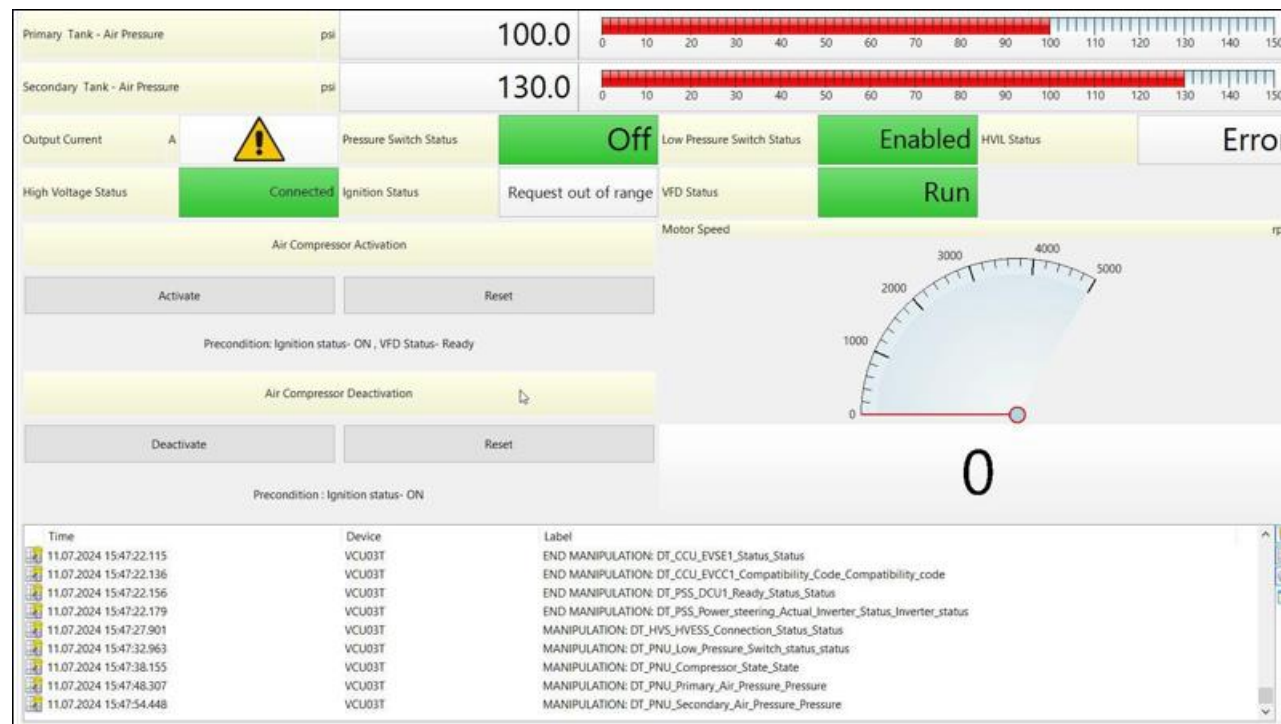 Primary Tank - Air Pressure psi 100.0
0 10 20 30 40 50 60 70 80 90 100 110 120 130 140 150
Secondary Tank - Air Pressure psi 130.0
0 10 20 30 40 50 60 70 80 90 100 110 120 130 140 150
Output Current A Pressure Switch Status Off Low Pressure Switch Status Enabled HVIL Status Error
High Voltage Status Connected Ignition Status Request out of range VFD Status Run
Motor Speed rp
Air Compressor Activation
Activate Reset
Precondition: Ignition status- ON , VFD Status- Ready
Air Compressor Deactivation
Deactivate Reset
Precondition : Ignition status- ON
0 1000 2000 3000 4000 5000
0
Time Device Label
11.07.2024 15:47:22.115 VCU03T END MANIPULATION: DT_CCU_EVSE1_Status_Status
11.07.2024 15:47:22.136 VCU03T END MANIPULATION: DT_CCU_EVCC1_Compatibility_Code_Compatibility_code
11.07.2024 15:47:22.156 VCU03T END MANIPULATION: DT_PSS_DCU1_Ready_Status_Status
11.07.2024 15:47:22.179 VCU03T END MANIPULATION: DT_PSS_Power_steering_Actual_Inverter_Status_Inverter_status
11.07.2024 15:47:27.901 VCU03T MANIPULATION: DT_HVS_HVESS_Connection_Status_Status
11.07.2024 15:47:32.963 VCU03T MANIPULATION: DT_PNU_Low_Pressure_Switch_status_status
11.07.2024 15:47:38.155 VCU03T MANIPULATION: DT_PNU_Compressor_State_State
11.07.2024 15:47:48.307 VCU03T MANIPULATION: DT_PNU_Primary_Air_Pressure_Pressure
11.07.2024 15:47:54.448 VCU03T MANIPULATION: DT_PNU_Secondary_Air_Pressure_Pressure